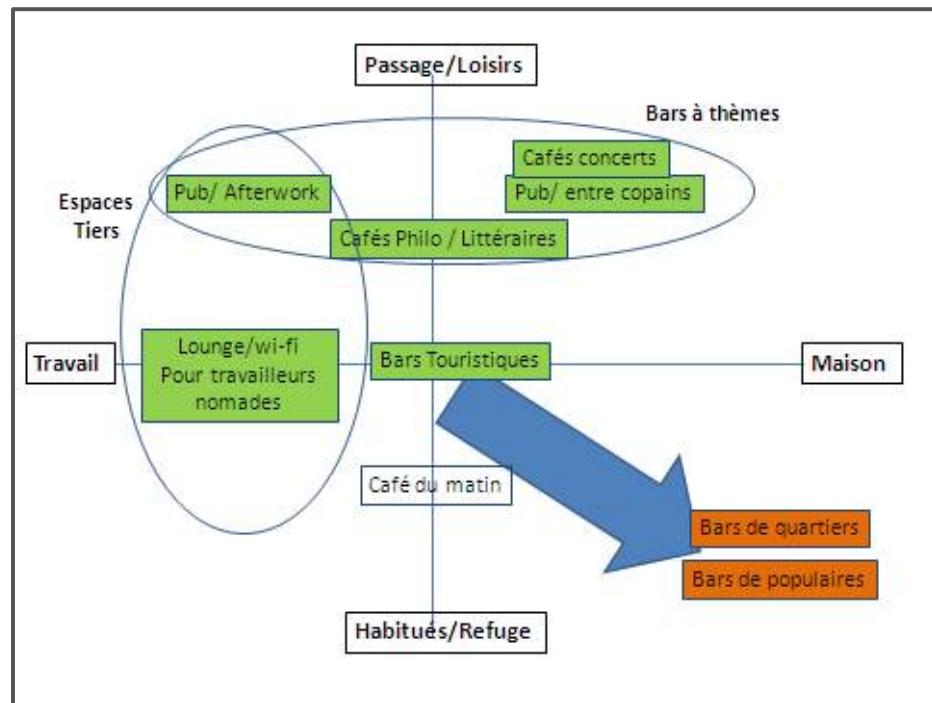 Passage/Loisirs
Bars à thèmes
Cafés concerts
Pub/ Afterwork
Pub/ entre copains
Espaces
Tiers
Cafés Philo / Littéraires
Travail
Lounge/wi-fi
Pour travailleurs
nomades
Bars Touristiques
Maison
Café du matin
Bars de quartiers
Bars de populaires
Habitués/Refuge